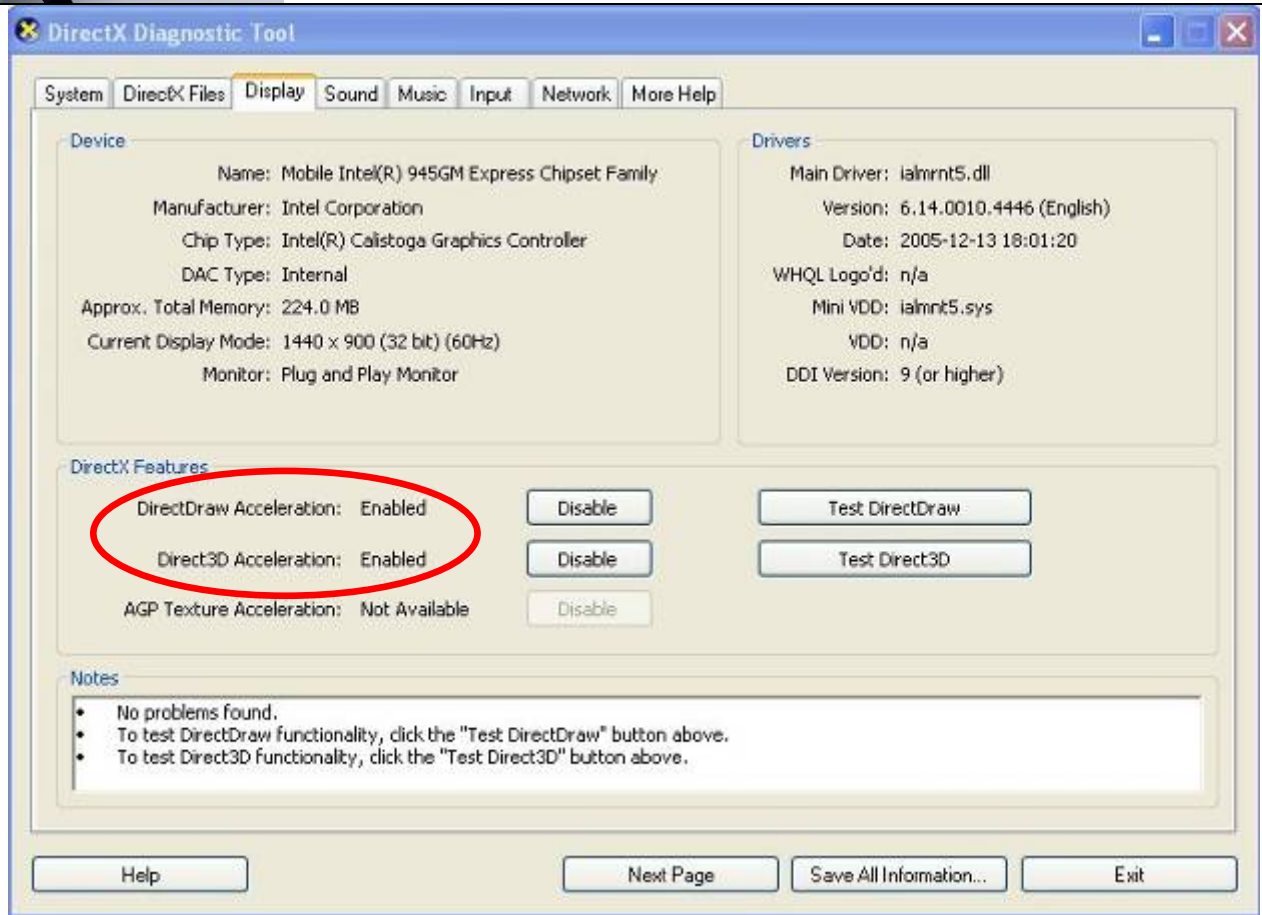 DirectX Diagnostic Tool
System DirectX Files Display Sound Music Input Network More Help
Device
Name: Mobile Intel(R) 945GM Express Chipset Family
Manufacturer: Intel Corporation
Chip Type: Intel(R) Calistoga Graphics Controller
DAC Type: Internal
Approx. Total Memory: 224.0 MB
Current Display Mode: 1440 x 900 (32 bit) (60Hz)
Monitor: Plug and Play Monitor
Drivers
Main Driver: ialmrnt5.dll
Version: 6.14.0010.4446 (English)
Date: 2005-12-13 18:01:20
WHQL Logo'd: n/a
Mini VDD: ialmnt5.sys
VDD: n/a
DDI Version: 9 (or higher)
DirectX Features
DirectDraw Acceleration: Enabled Disable Test DirectDraw
Direct3D Acceleration: Enabled Disable Test Direct3D
AGP Texture Acceleration: Not Available Disable
Notes
• No problems found.
• To test DirectDraw functionality, click the "Test DirectDraw" button above.
• To test Direct3D functionality, click the "Test Direct3D" button above.
Help Next Page Save All Information... Exit